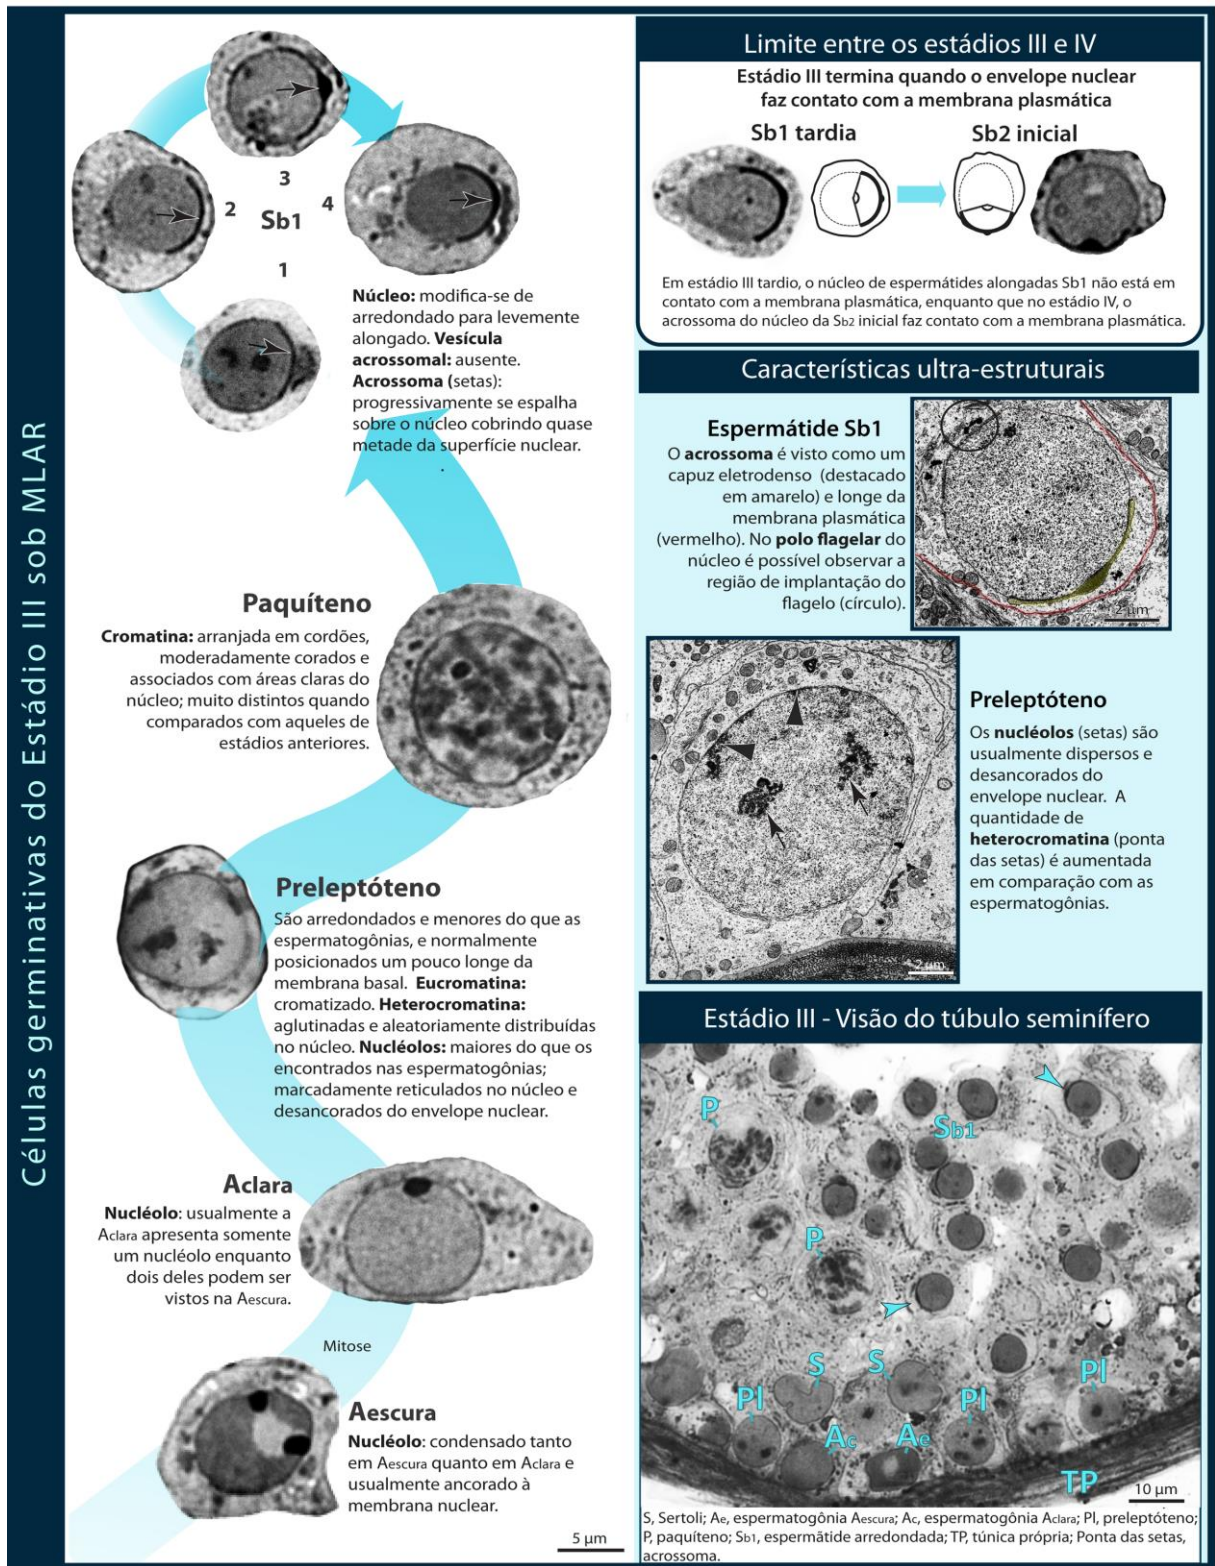 Células germinativas do Estádio III sob MLAR
3
2
4
Sb1
1
Núcleo: modifica-se de
arredondado para levemente
alongado. Vesícula
acrossomal: ausente.
Acrossoma (setas):
progressivamente se espalha
sobre o núcleo cobrindo quase
metade da superfície nuclear.
Paquíteno
Cromatina: arranjada em cordões,
moderadamente corados e
associados com áreas claras do
núcleo; muito distintos quando
comparados com aqueles de
estádios anteriores.
Preleptóteno
São arredondados e menores do que as
espermatogônias, e normalmente
posicionados um pouco longe da
membrana basal. Eucromatina:
cromatizado. Heterocromatina:
aglutinadas e aleatoriamente distribuídas
no núcleo. Nucléolos: maiores do que os
encontrados nas espermatogônias;
marcadamente reticulados no núcleo e
desancorados do envelope nuclear.
Aclara
Nucléolo: usualmente a
Aclara apresenta somente
um nucléolo enquanto
dois deles podem ser
vistos na Aescura.
Mitose
Aescura
Nucléolo: condensado tanto
em Aescura quanto em Aclara e
usualmente ancorado à
membrana nuclear.
5 µm
Limite entre os estádios III e IV
Estádio III termina quando o envelope nuclear
faz contato com a membrana plasmática
Sb1 tardia
Sb2 inicial
Em estádio III tardio, o núcleo de espermátides alongadas Sb1 não está em
contato com a membrana plasmática, enquanto que no estádio IV, o
acrossoma do núcleo da Sb2 inicial faz contato com a membrana plasmática.
Características ultra-estruturais
Espermátide Sb1
O acrossoma é visto como um
capuz eletrodenso (destacado
em amarelo) e longe da
membrana plasmática
(vermelho). No polo flagelar do
núcleo é possível observar a
região de implantação do
flagelo (círculo).
2 µm
Preleptóteno
Os nucléolos (setas) são
usualmente dispersos e
desancorados do
envelope nuclear. A
quantidade de
heterocromatina (ponta
das setas) é aumentada
em comparação com as
espermatogônias.
2 µm
Estádio III - Visão do túbulo seminífero
P
Sb1
P
S
S
Pl
Pl
Pl
Ac
Ae
TP
10 µm
S, Sertoli; Ae, espermatogônia Aescura; Ac, espermatogônia Aclara; Pl, preleptóteno;
P, paquíteno; Sb1, espermãtide arredondada; TP, túnica própria; Ponta das setas,
acrossoma.